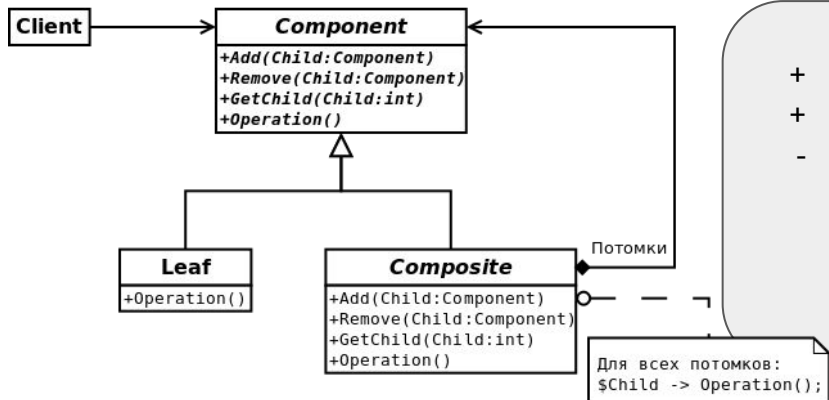 Client
Component
+Add(Child:Component)
+Remove(Child:Component)
+GetChild(Child:int)
+Operation()
+
+
-
Потомки
Leaf
+Operation()
Composite
+Add(Child:Component)
+Remove(Child:Component)
+GetChild(Child:int)
+Operation()
Для всех потомков:
$Child -> Operation();